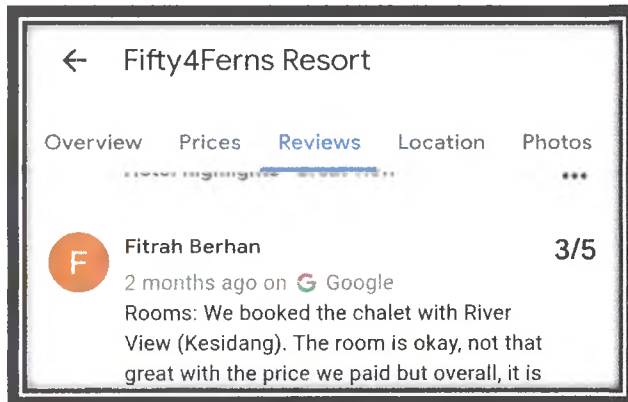 ← Fifty4Ferns Resort
Overview Prices Reviews Location Photos
F
Fitrah Berhan 3/5
2 months ago on G Google
Rooms: We booked the chalet with River
View (Kesidang). The room is okay, not that
great with the price we paid but overall, it is